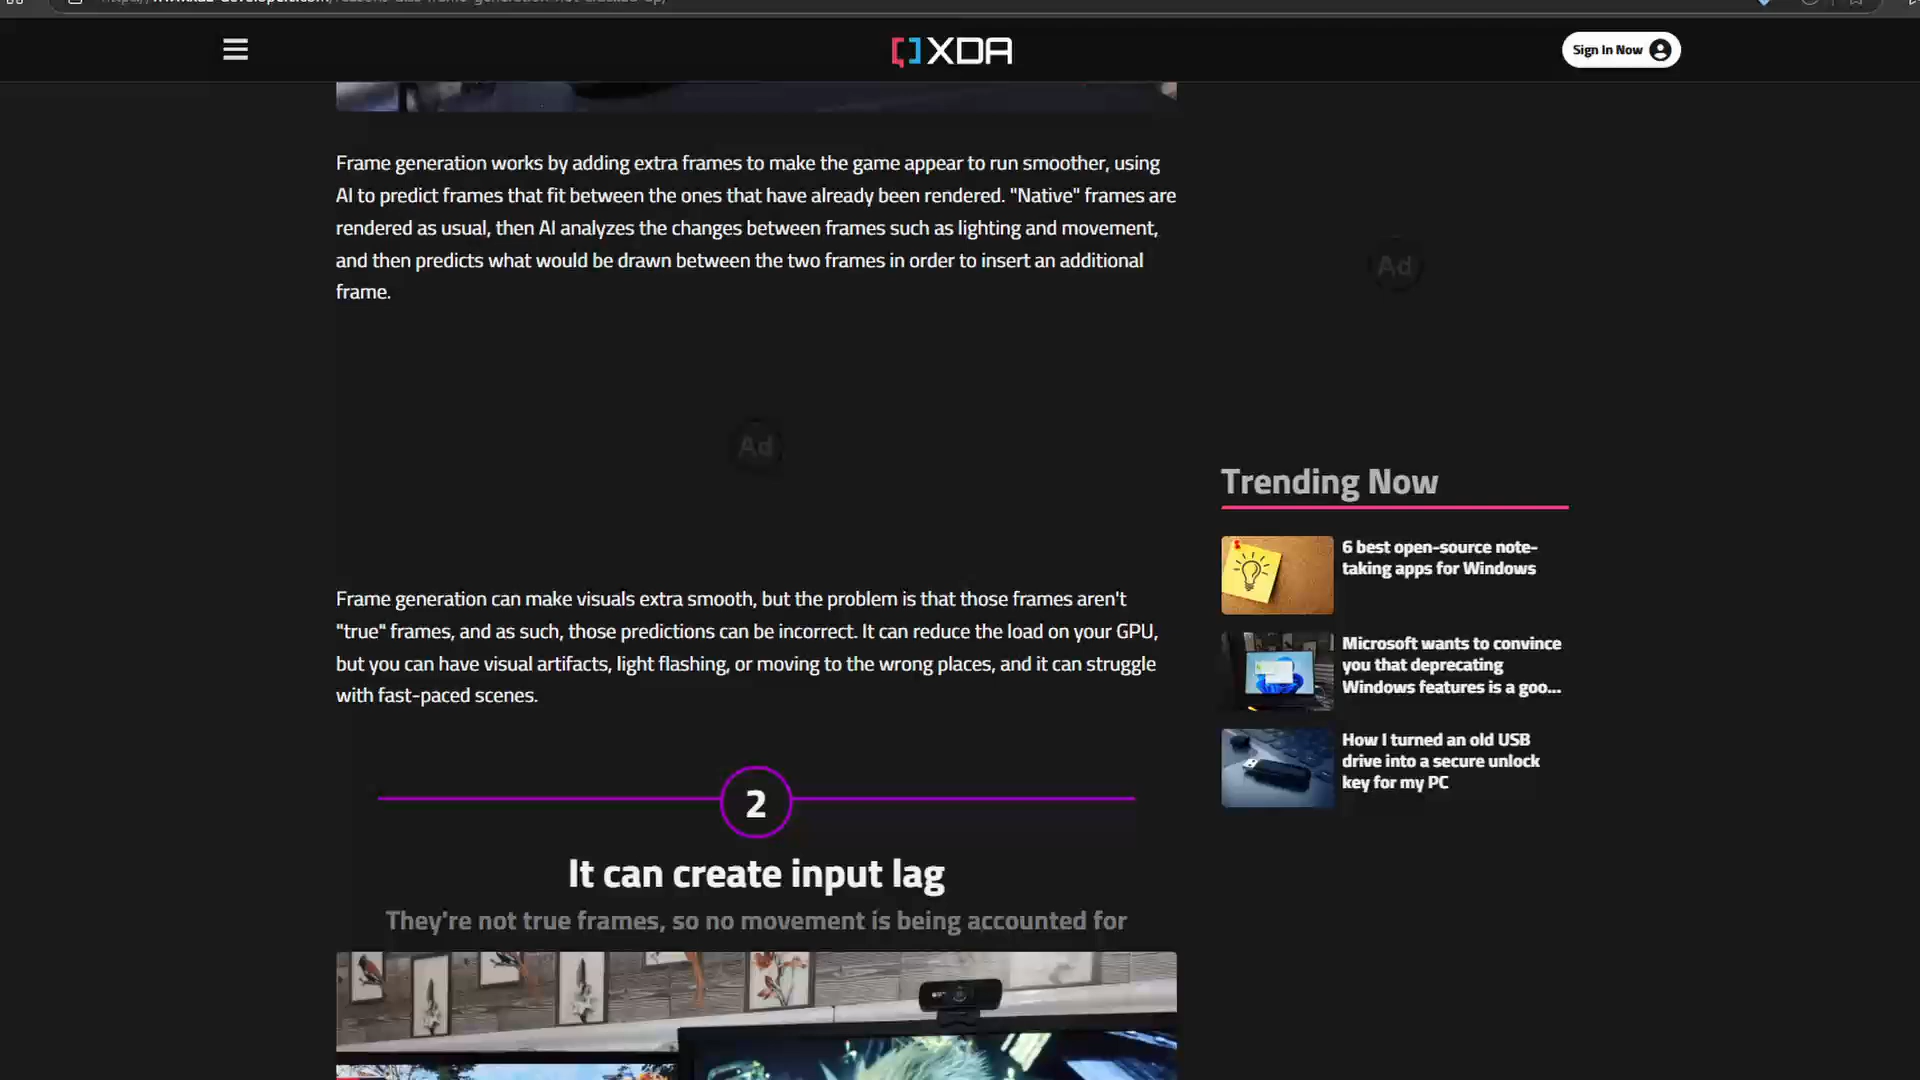 XDA
Sign In Now
Frame generation works by adding extra frames to make the game appear to run smoother, using
AI to predict frames that fit between the ones that have already been rendered. "Native" frames are
rendered as usual, then AI analyzes the changes between frames such as lighting and movement,
and then predicts what would be drawn between the two frames in order to insert an additional
frame.
Ad
Ad
Frame generation can make visuals extra smooth, but the problem is that those frames aren't
"true" frames, and as such, those predictions can be incorrect. It can reduce the load on your GPU,
but you can have visual artifacts, light flashing, or moving to the wrong places, and it can struggle
with fast-paced scenes.
2
It can create input lag
They're not true frames, so no movement is being accounted for
Trending Now
6 best open-source note-
taking apps for Windows
Microsoft wants to convince
you that deprecating
Windows features is a goo...
How I turned an old USB
drive into a secure unlock
key for my PC